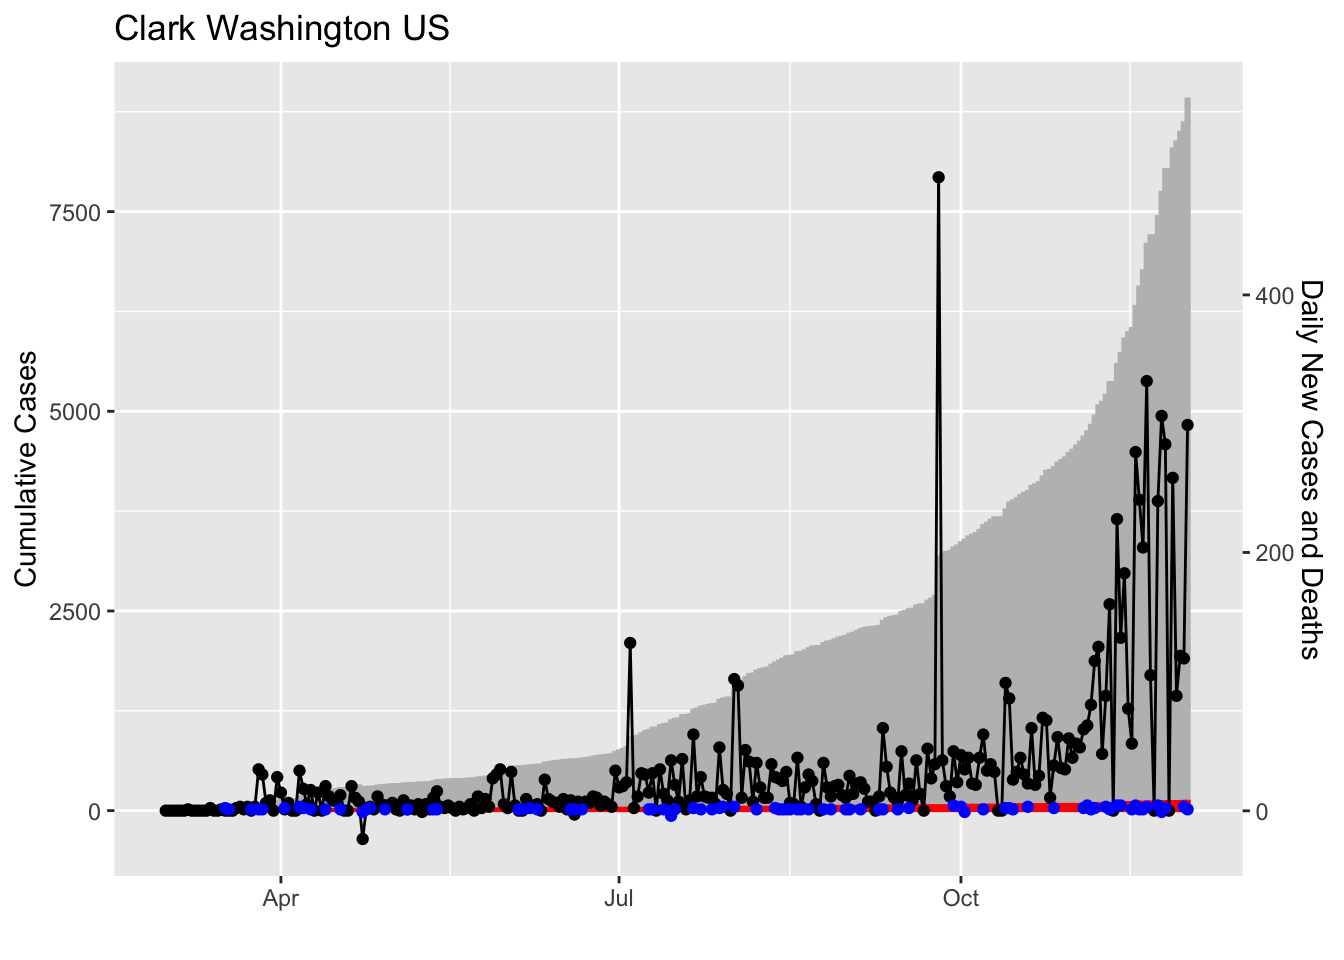 Clark Washington US
Cumulative Cases
7500
5000
2500
0
400
200
0
Daily New Cases and Deaths
Apr
Jul
Oct